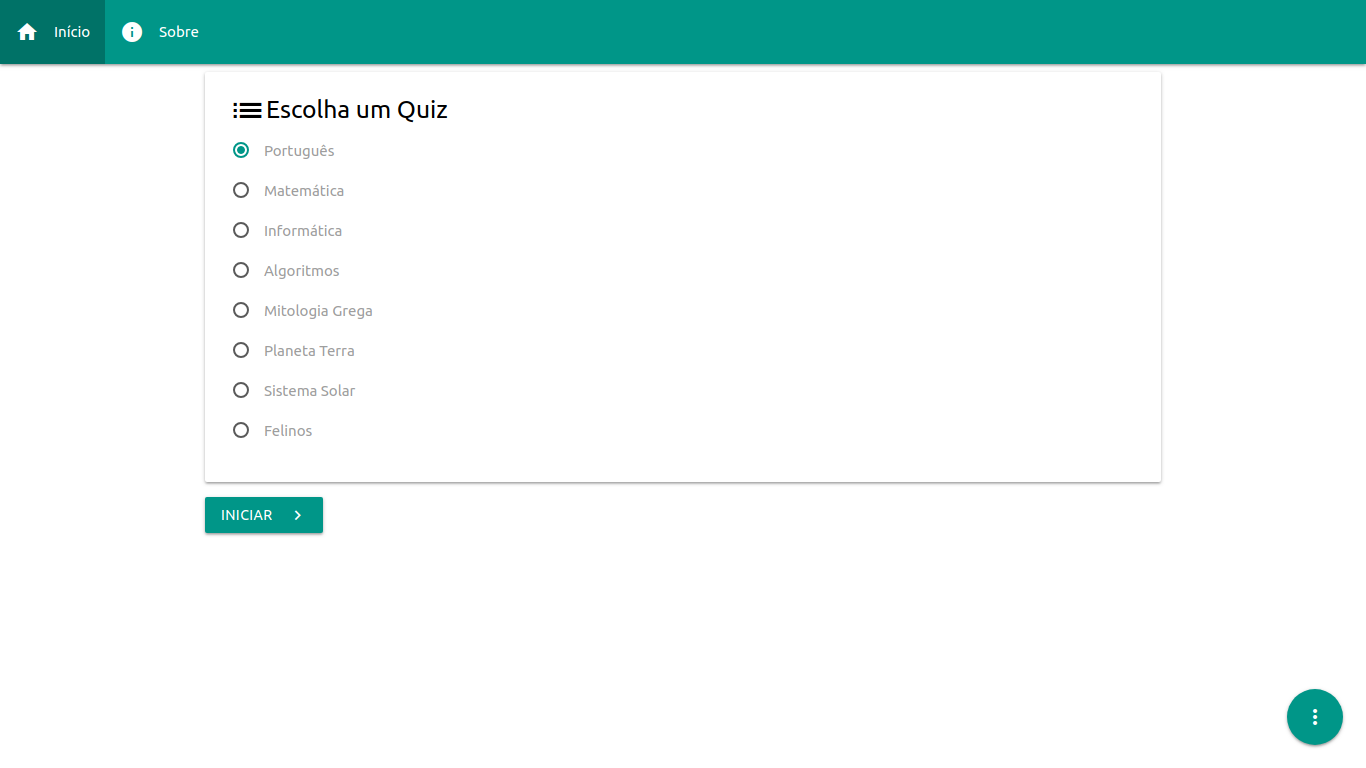 Início
Sobre
Escolha um Quiz
Português
Matemática
Informática
Algoritmos
Mitologia Grega
Planeta Terra
Sistema Solar
Felinos
INICIAR